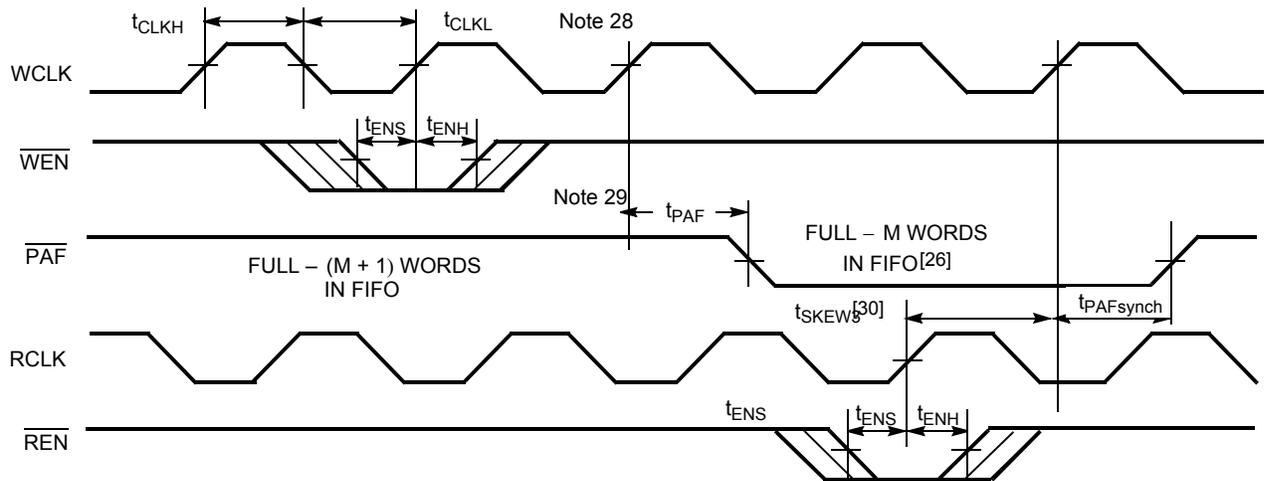 tCLKH tCLKL Note 28
WCLK
tENS tENH
WEN
Note 29 tPAF
PAF
FULL – (M + 1) WORDS
IN FIFO
FULL – M WORDS
IN FIFO[26]
tSKEW3[30] tPAFsynch
RCLK
tENS tENS tENH
REN